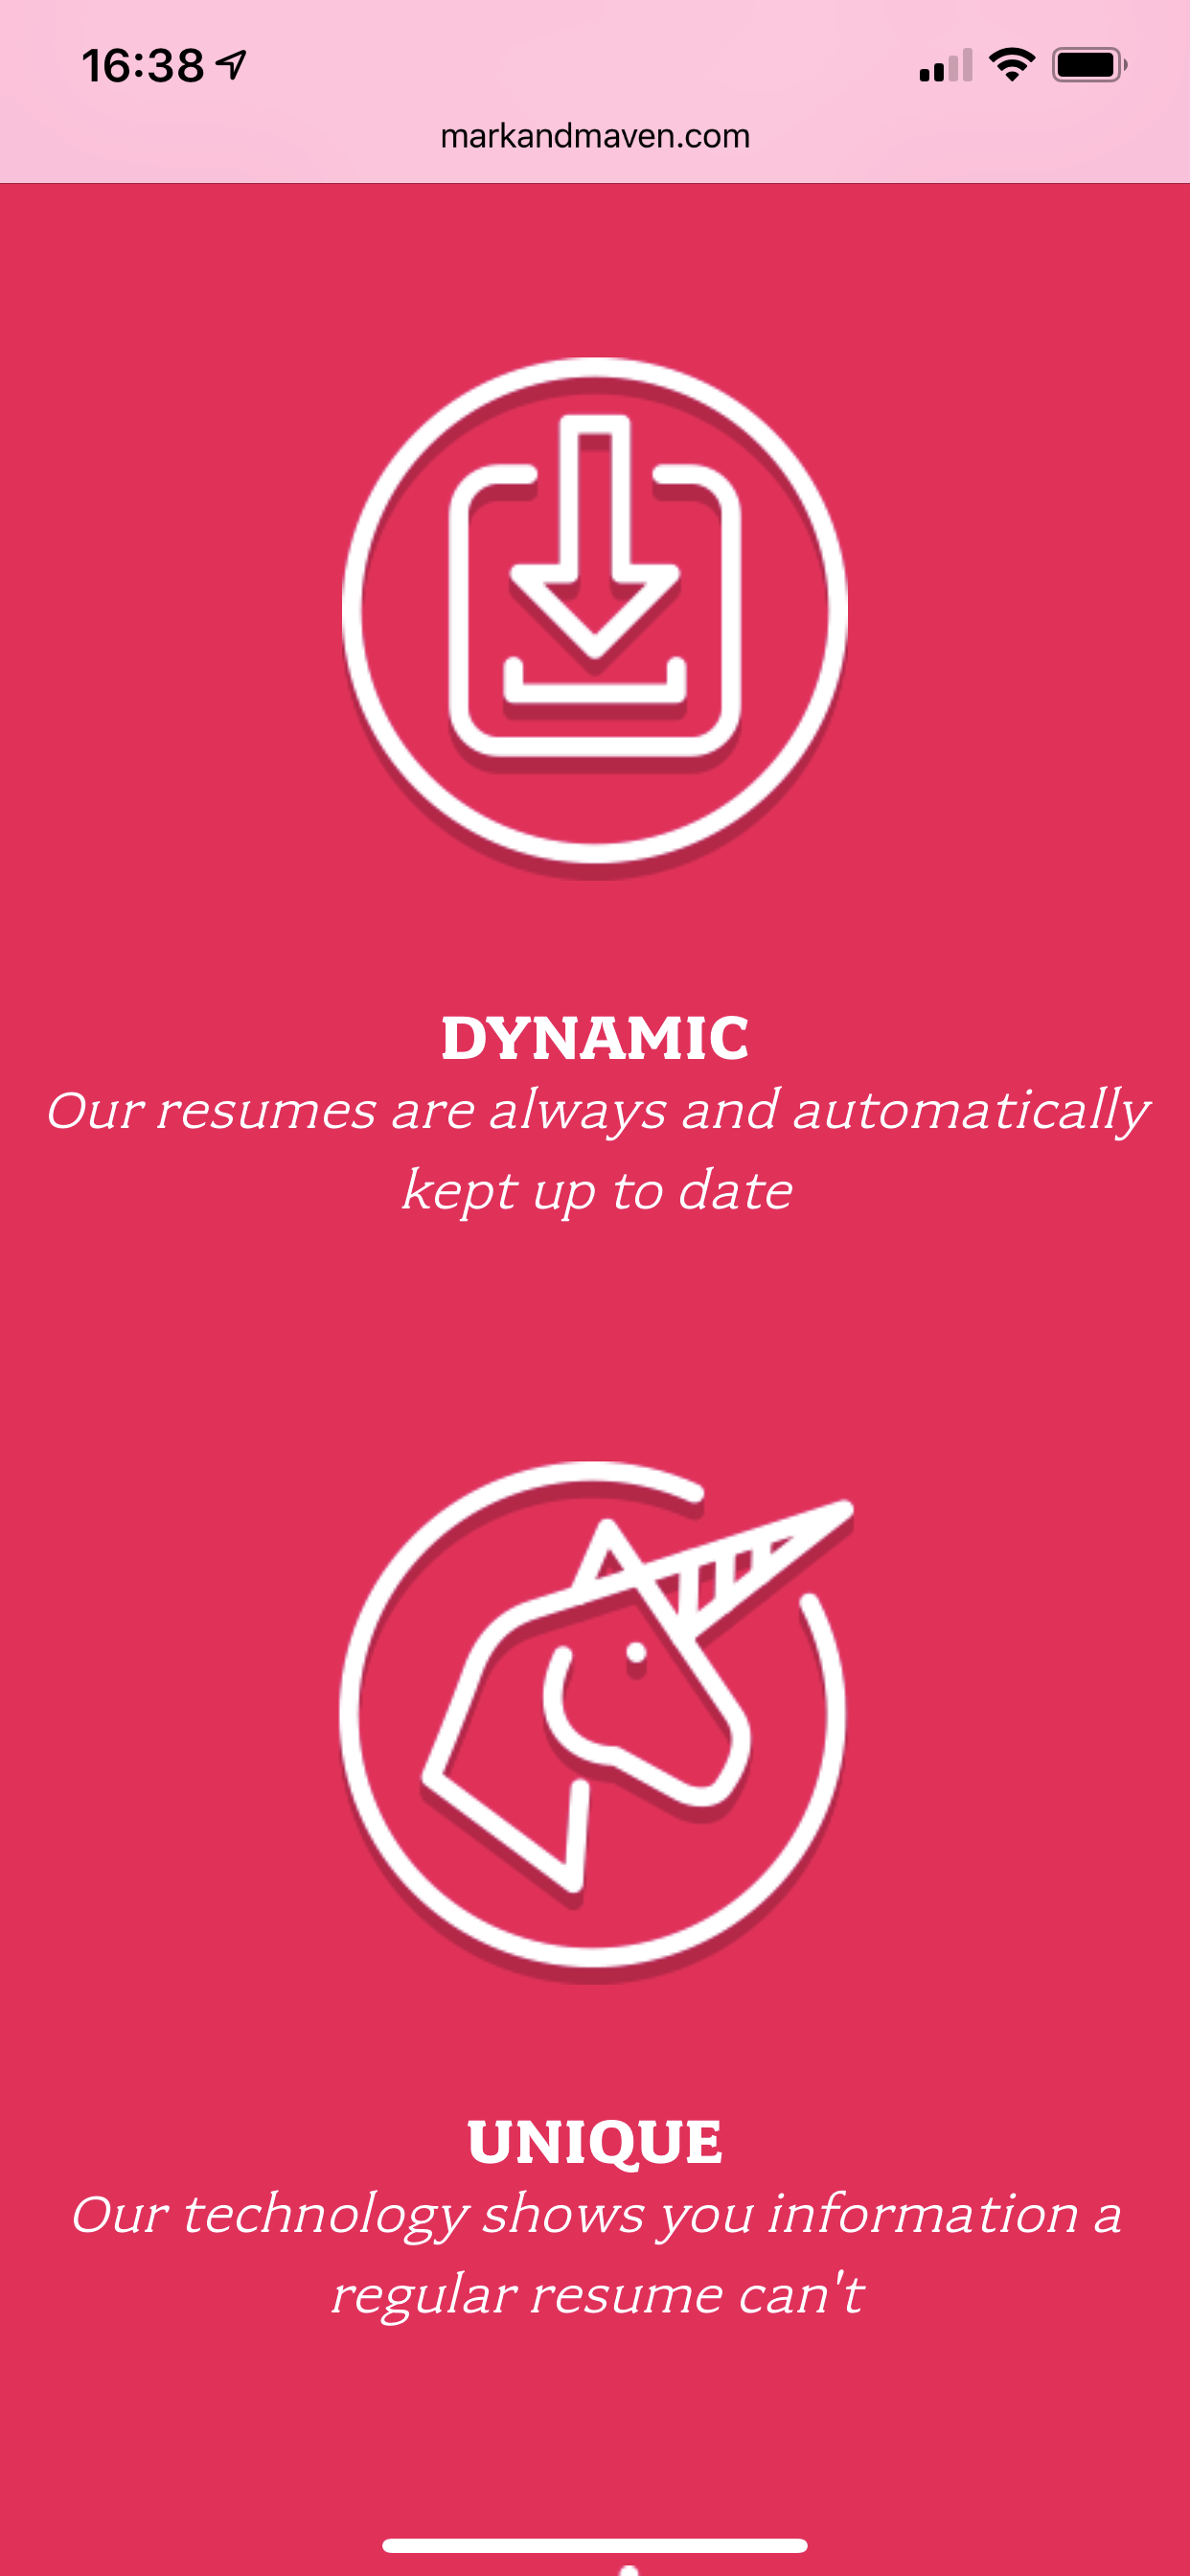 16:38
markandmaven.com
DYNAMIC
Our resumes are always and automatically
kept up to date
UNIQUE
Our technology shows you information a
regular resume can't